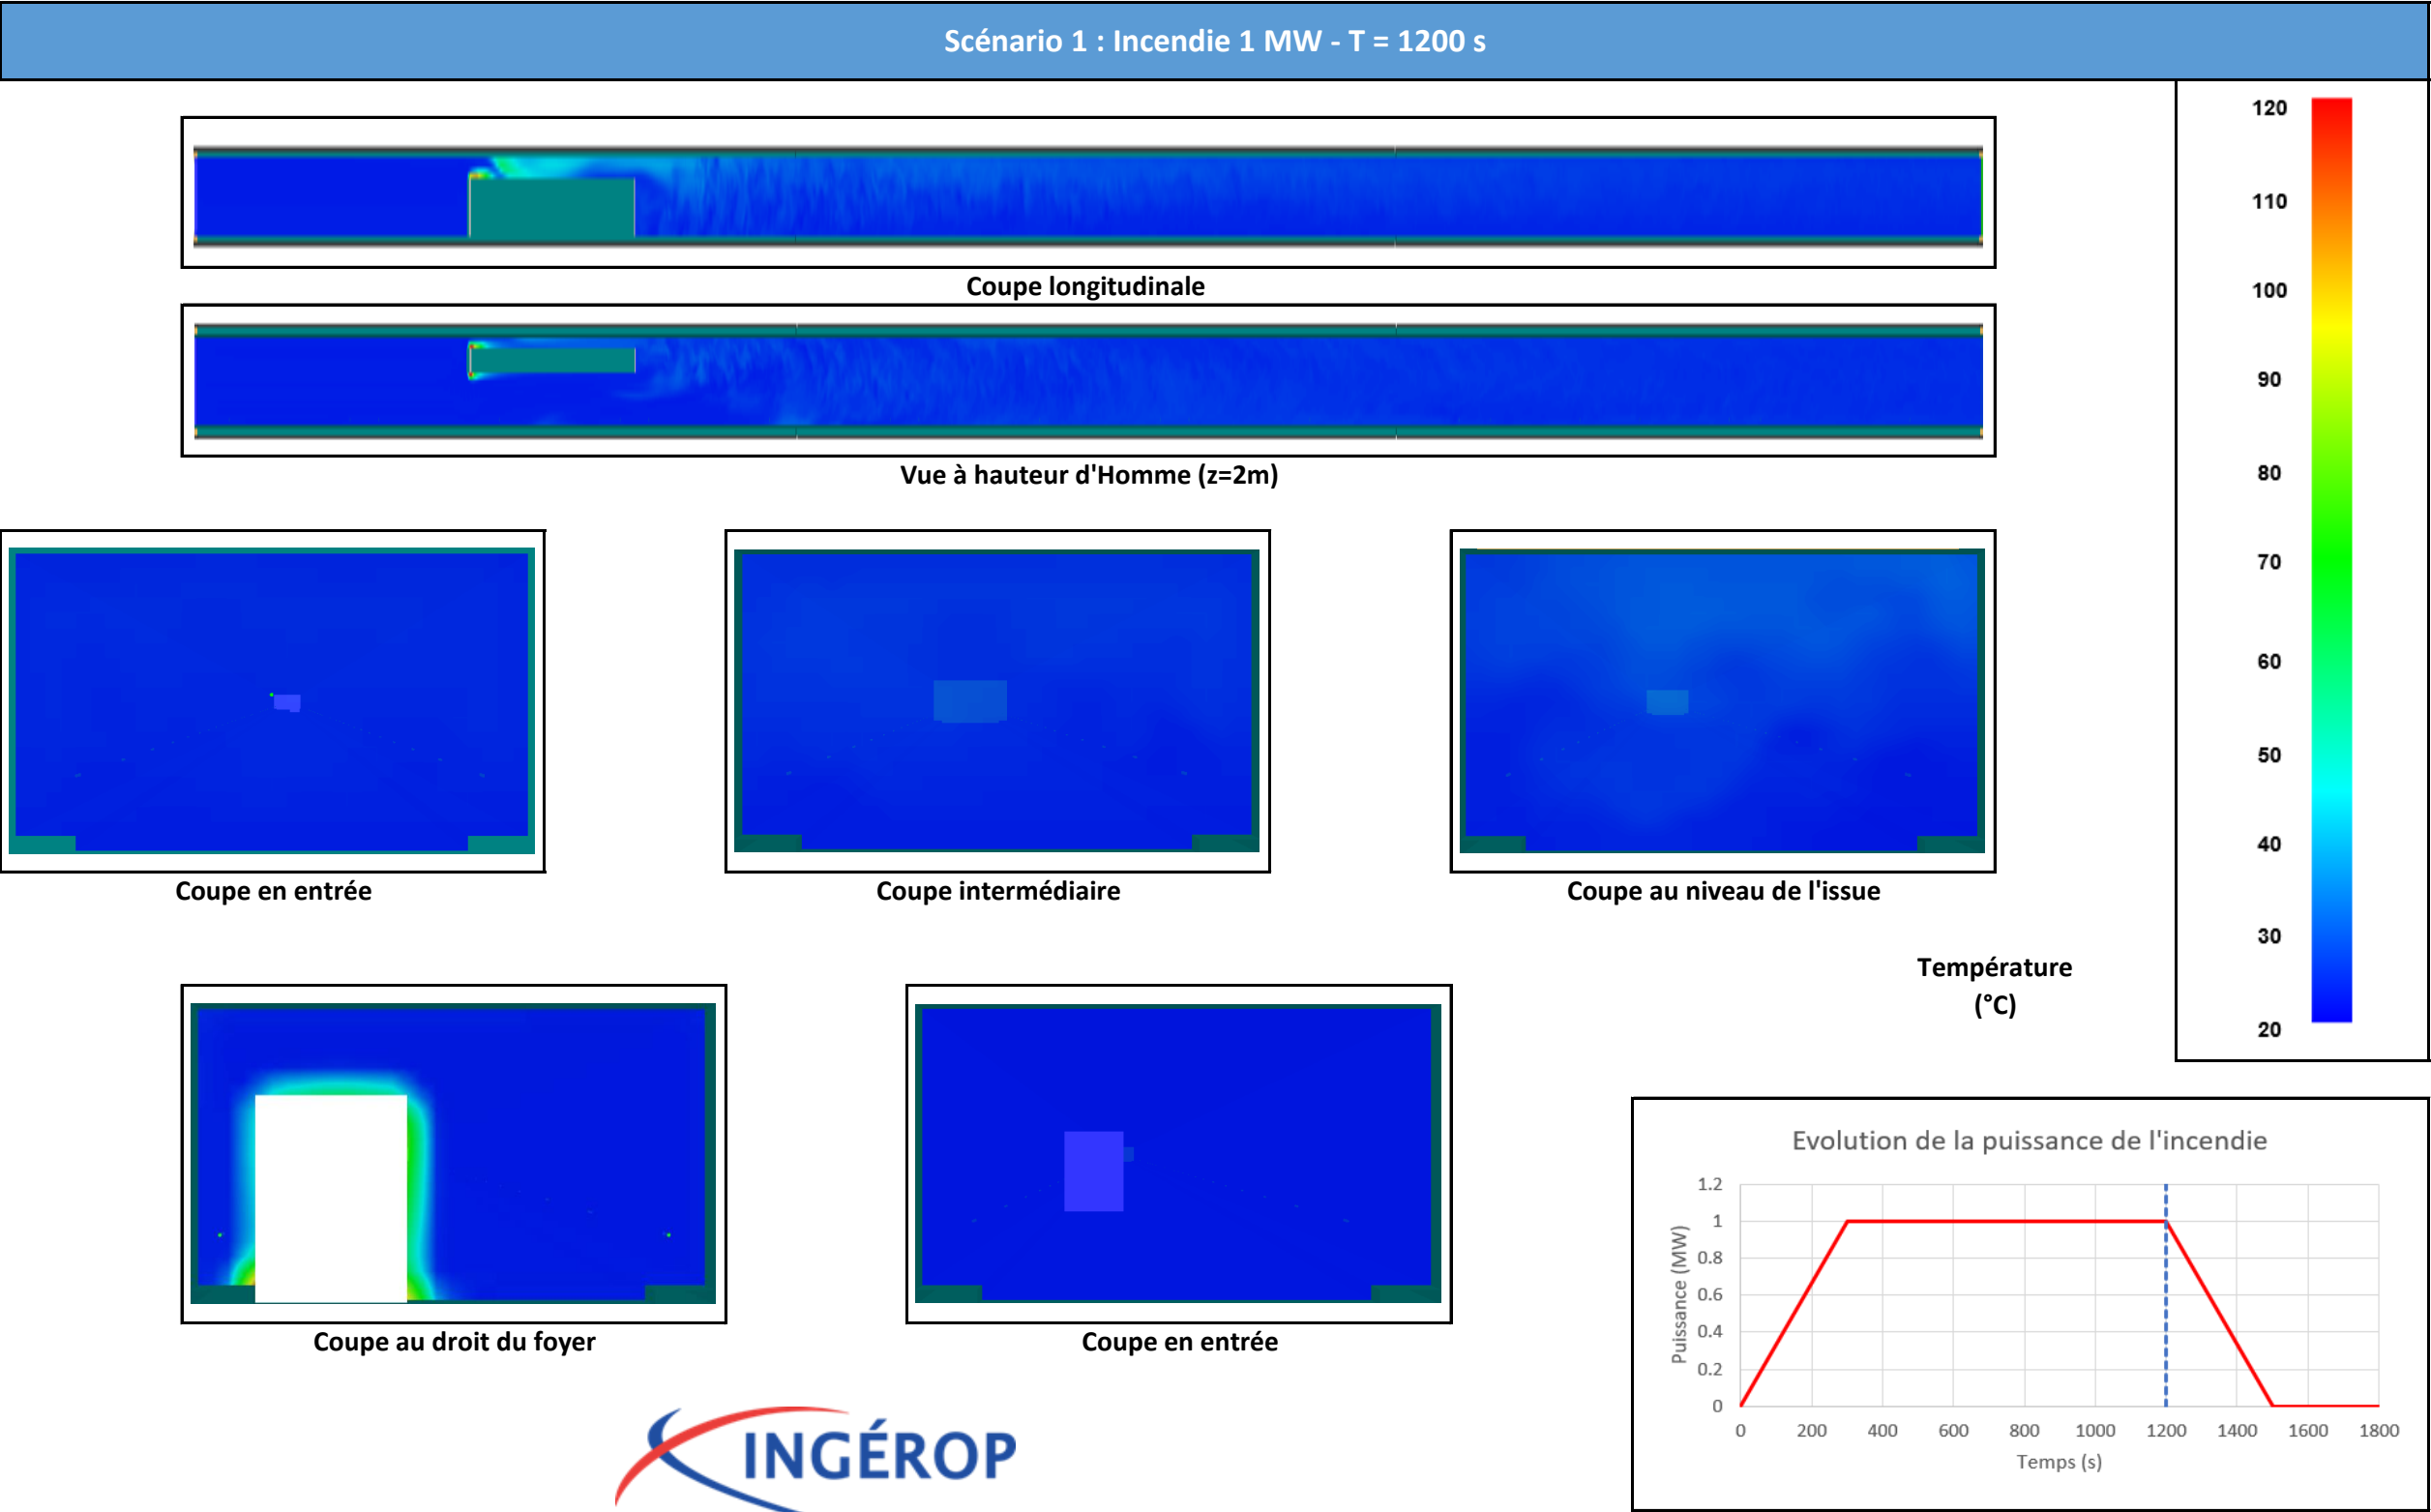 Scénario 1 : Incendie 1 MW - T = 1200 s
Coupe longitudinale
Vue à hauteur d'Homme (z=2m)
Coupe en entrée
Coupe intermédiaire
Coupe au niveau de l'issue
Coupe au droit du foyer
Coupe en entrée
Température
(°C)
120
110
100
90
80
70
60
50
40
30
20
Evolution de la puissance de l'incendie
Puissance (MW)
1.2
1
0.8
0.6
0.4
0.2
0
0 200 400 600 800 1000 1200 1400 1600 1800
Temps (s)
INGÉROP